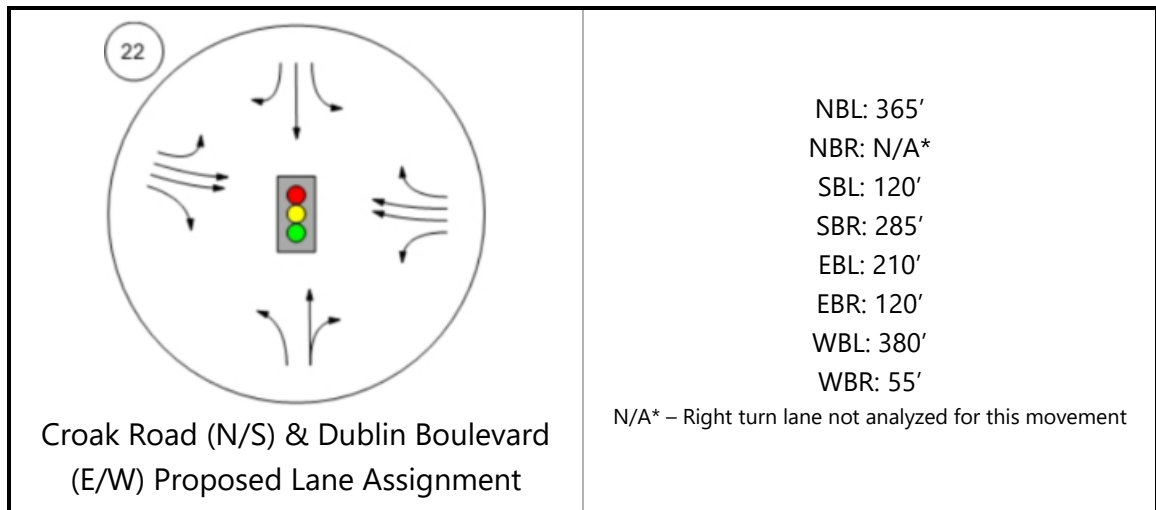 22
Croak Road (N/S) & Dublin Boulevard
(E/W) Proposed Lane Assignment
NBL: 365’
NBR: N/A*
SBL: 120’
SBR: 285’
EBL: 210’
EBR: 120’
WBL: 380’
WBR: 55’
N/A* – Right turn lane not analyzed for this movement